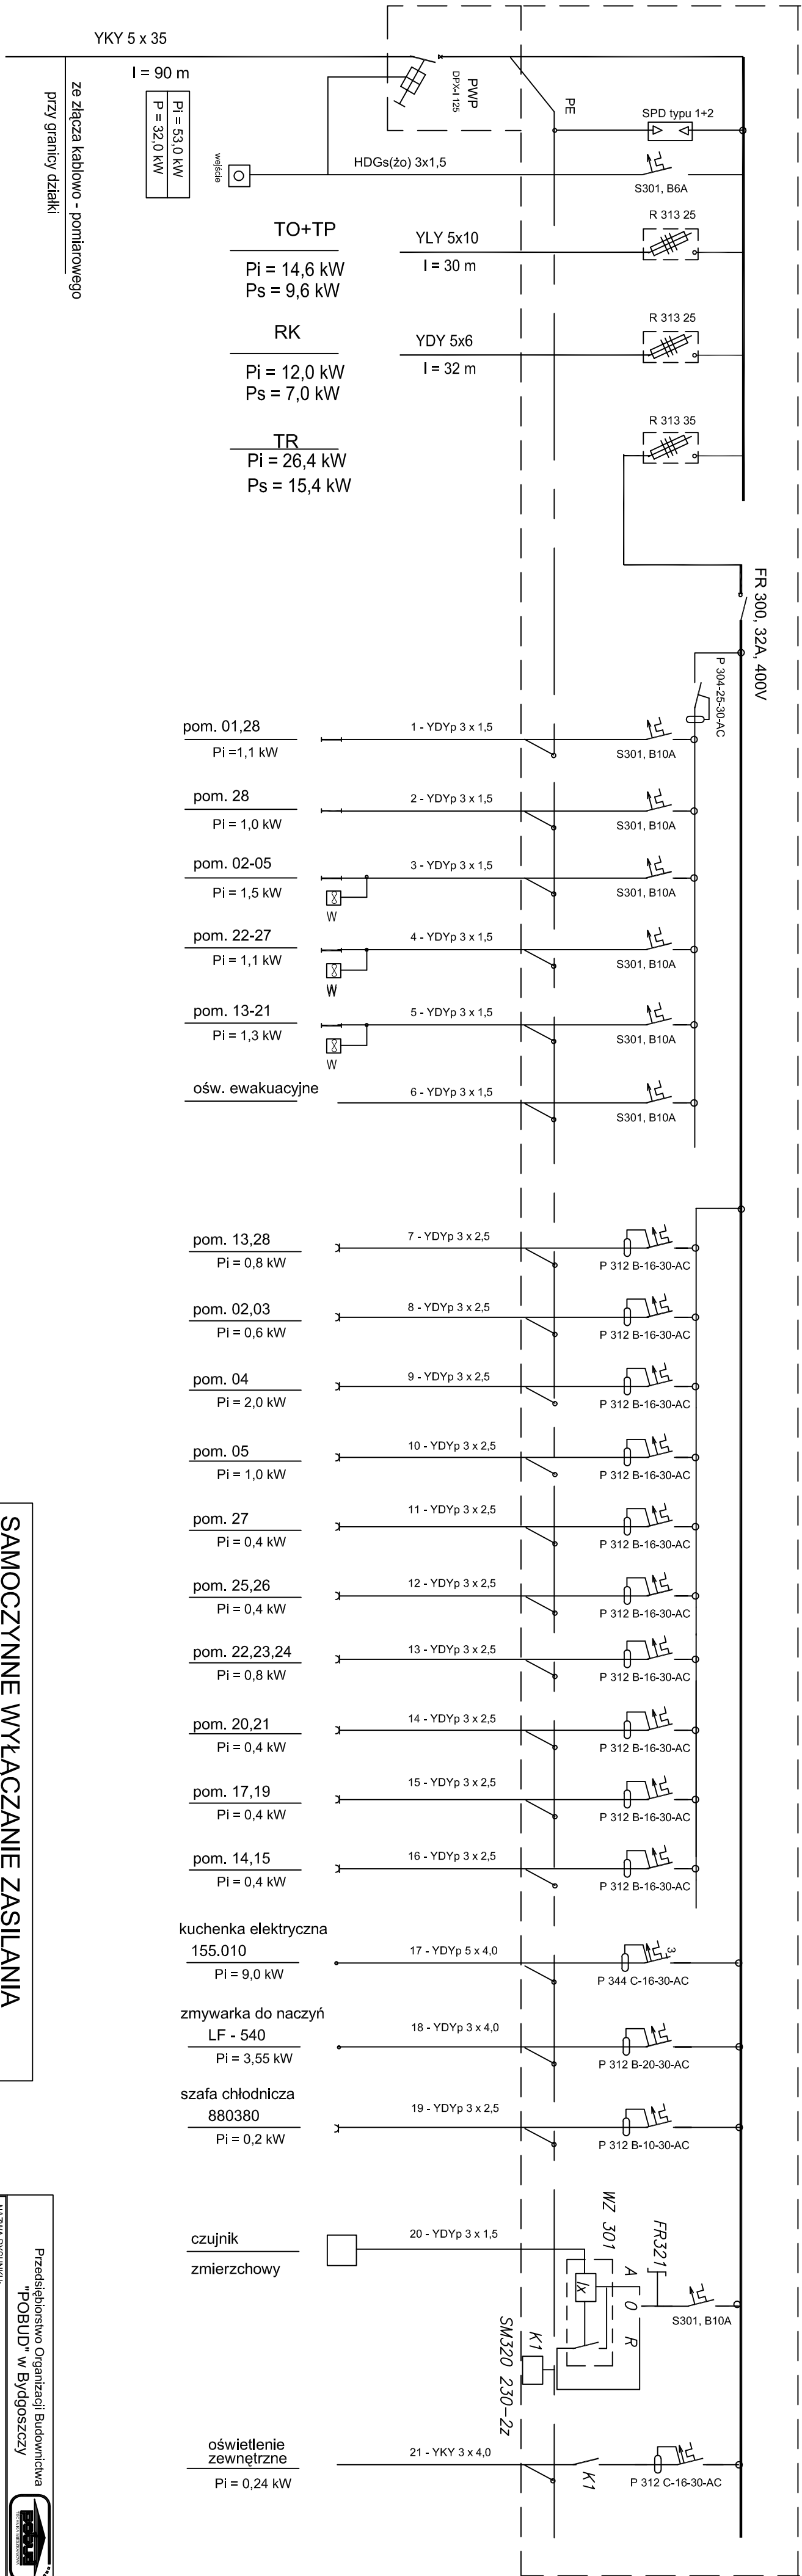 YKY 5 x 35
l = 90 m
ze złącza kablowo - pomiarowego
przy granicy działki
Pi = 53,0 kW
P = 32,0 kW
PWP
DPX-I 125
PE
SPD typu 1+2
wejście
HDGs(żo) 3x1,5
S301, B6A
R 313 25
TO+TP
YLY 5x10
l = 30 m
Pi = 14,6 kW
Ps = 9,6 kW
R 313 25
RK
YDY 5x6
l = 32 m
Pi = 12,0 kW
Ps = 7,0 kW
R 313 35
TR
Pi = 26,4 kW
Ps = 15,4 kW
FR 300, 32A, 400V
P 304-25-30-AC
pom. 01,28
1 - YDYp 3 x 1,5
Pi =1,1 kW
S301, B10A
pom. 28
2 - YDYp 3 x 1,5
Pi = 1,0 kW
S301, B10A
pom. 02-05
3 - YDYp 3 x 1,5
Pi = 1,5 kW
W
S301, B10A
pom. 22-27
4 - YDYp 3 x 1,5
Pi = 1,1 kW
W
S301, B10A
pom. 13-21
5 - YDYp 3 x 1,5
Pi = 1,3 kW
W
S301, B10A
ośw. ewakuacyjne
6 - YDYp 3 x 1,5
S301, B10A
pom. 13,28
7 - YDYp 3 x 2,5
Pi = 0,8 kW
P 312 B-16-30-AC
pom. 02,03
8 - YDYp 3 x 2,5
Pi = 0,6 kW
P 312 B-16-30-AC
pom. 04
9 - YDYp 3 x 2,5
Pi = 2,0 kW
P 312 B-16-30-AC
pom. 05
10 - YDYp 3 x 2,5
Pi = 1,0 kW
P 312 B-16-30-AC
pom. 27
11 - YDYp 3 x 2,5
Pi = 0,4 kW
P 312 B-16-30-AC
pom. 25,26
12 - YDYp 3 x 2,5
Pi = 0,4 kW
P 312 B-16-30-AC
pom. 22,23,24
13 - YDYp 3 x 2,5
Pi = 0,8 kW
P 312 B-16-30-AC
pom. 20,21
14 - YDYp 3 x 2,5
Pi = 0,4 kW
P 312 B-16-30-AC
pom. 17,19
15 - YDYp 3 x 2,5
Pi = 0,4 kW
P 312 B-16-30-AC
pom. 14,15
16 - YDYp 3 x 2,5
Pi = 0,4 kW
P 312 B-16-30-AC
kuchenka elektryczna
155.010
17 - YDYp 5 x 4,0
3
Pi = 9,0 kW
P 344 C-16-30-AC
zmywarka do naczyń
LF - 540
18 - YDYp 3 x 4,0
Pi = 3,55 kW
P 312 B-20-30-AC
szafa chłodnicza
880380
19 - YDYp 3 x 2,5
Pi = 0,2 kW
P 312 B-10-30-AC
czujnik
zmierzchowy
20 - YDYp 3 x 1,5
WZ 301
FR321
lx
A
O
R
S301, B10A
K1
SM320 230-2z
oświetlenie
zewnętrzne
21 - YKY 3 x 4,0
Pi = 0,24 kW
K1
P 312 C-16-30-AC
SAMOCZYNNE WYŁACZANIE ZASILANIA
Przedsiębiorstwo Organizacji Budownictwa
"POBUD" w Bydgoszczy